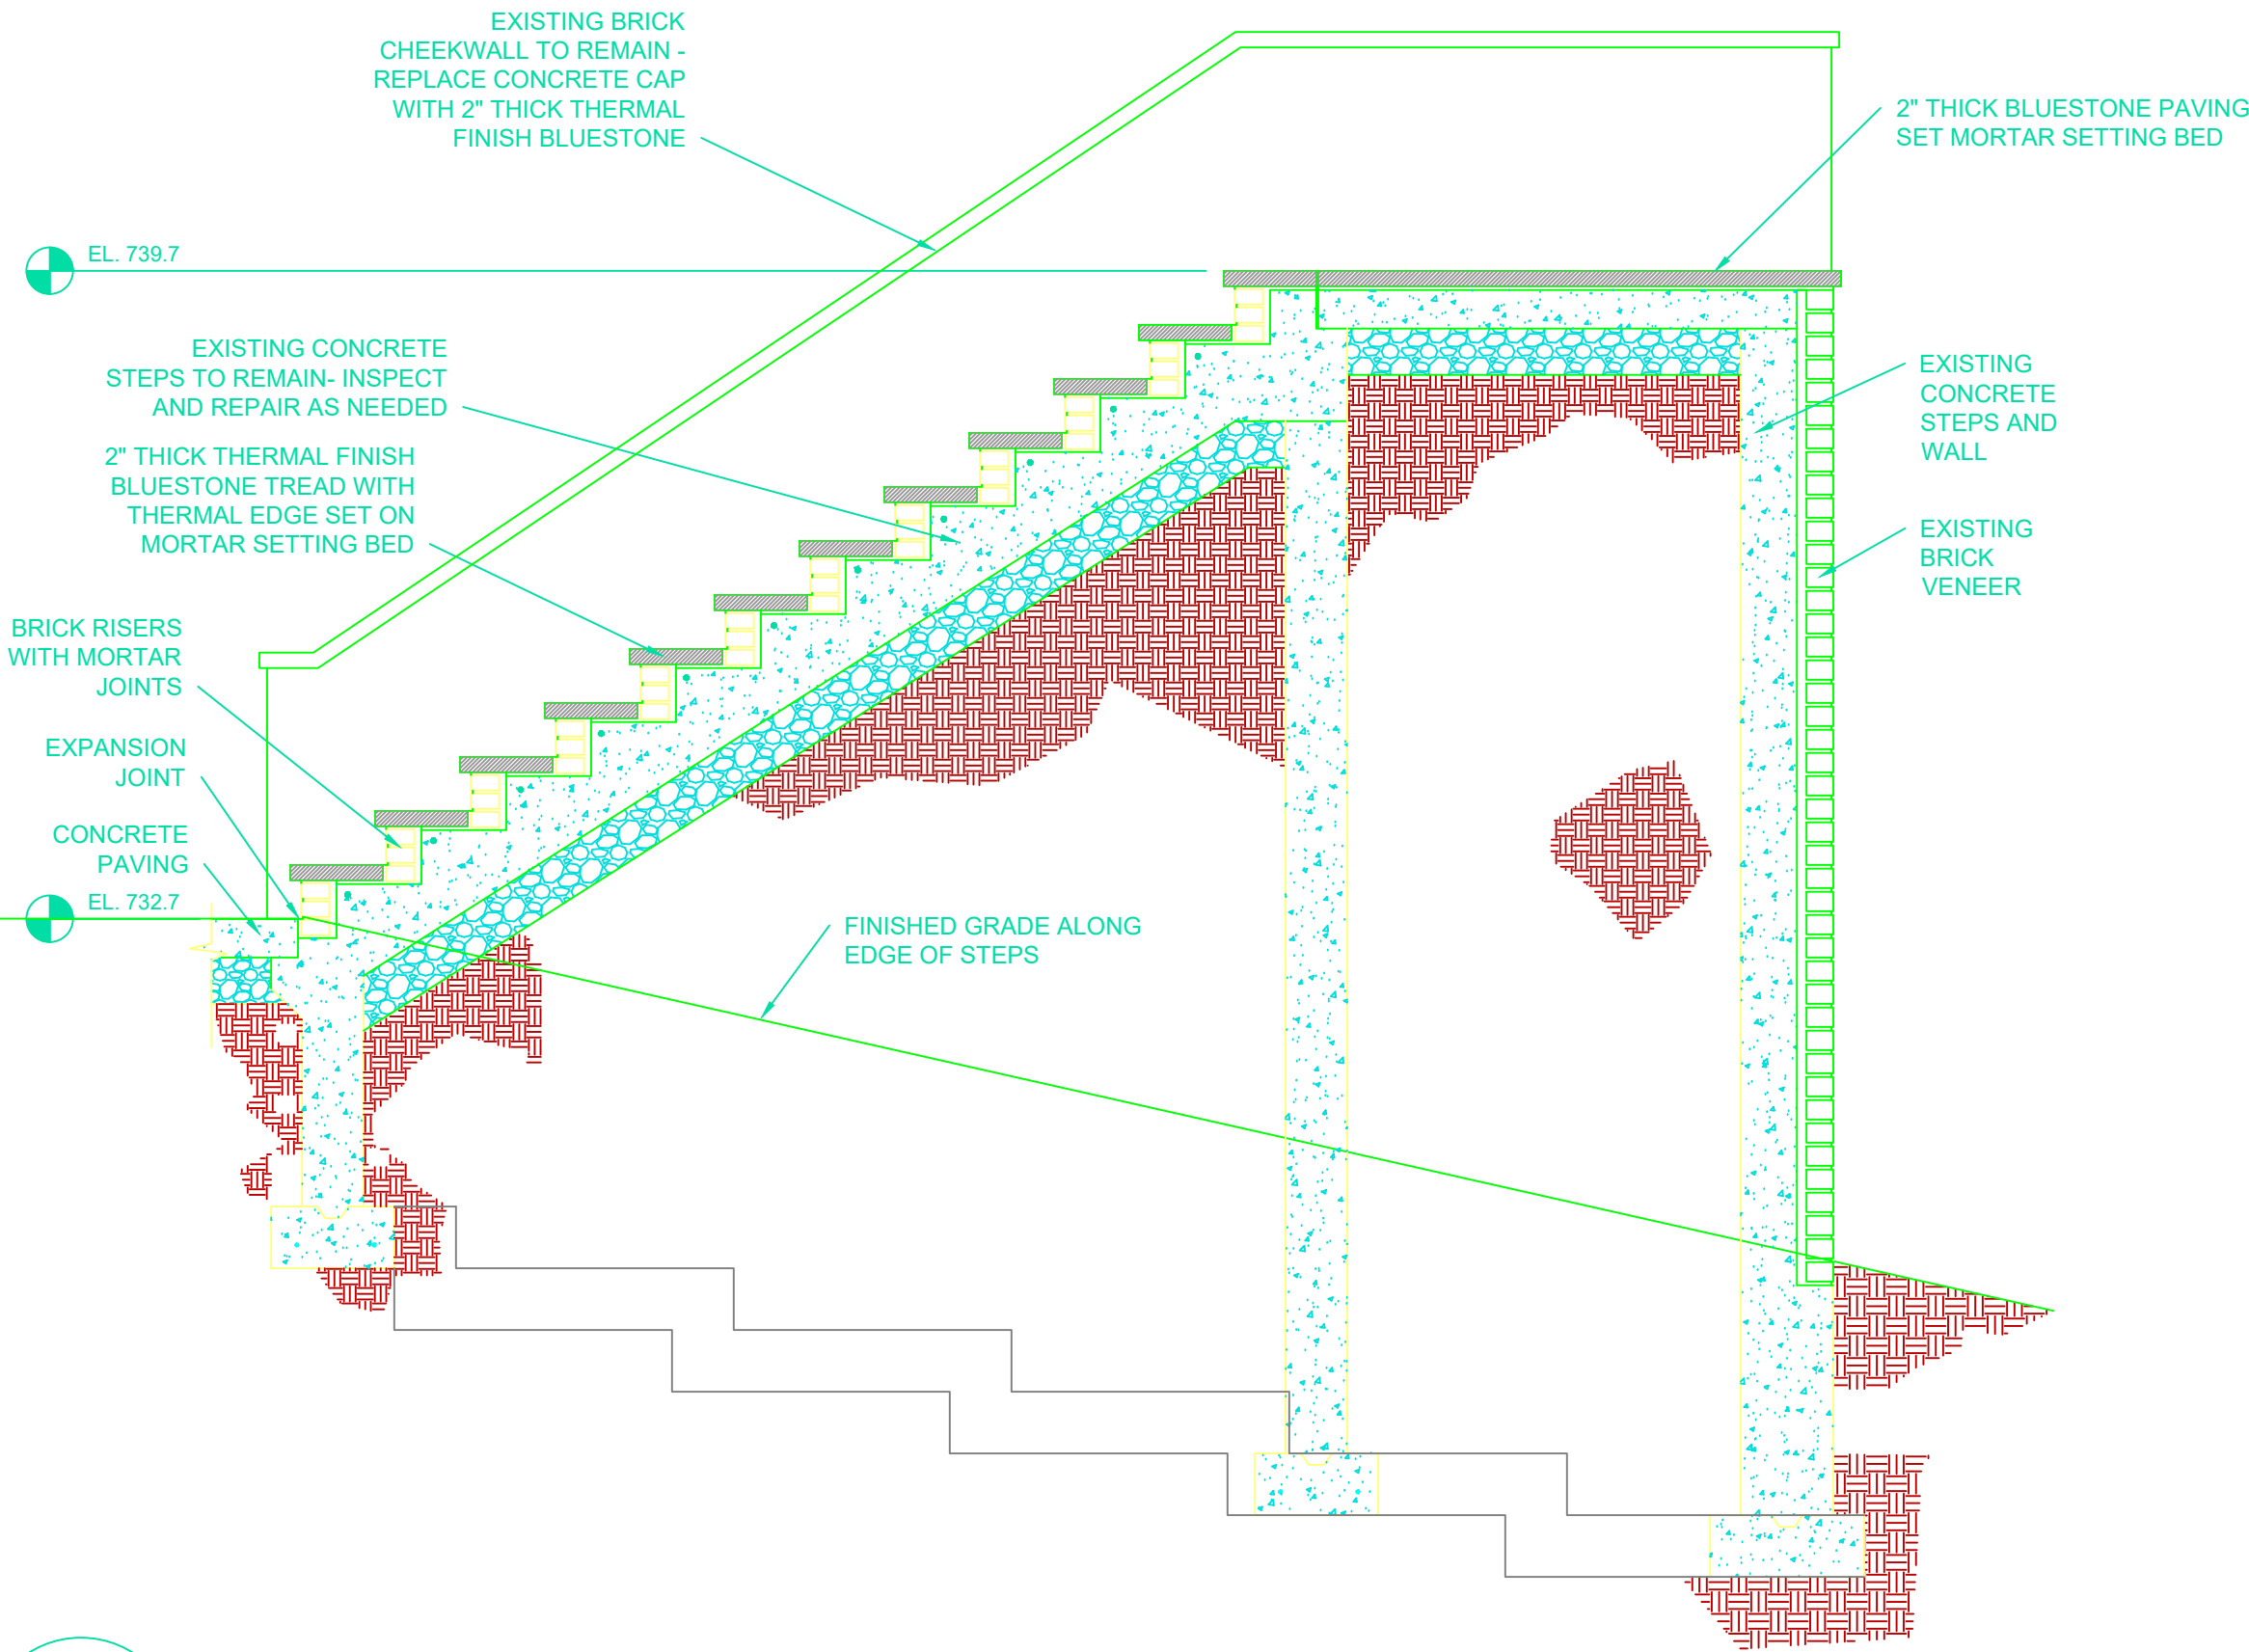 EXISTING BRICK
CHEEKWALL TO REMAIN -
REPLACE CONCRETE CAP
WITH 2" THICK THERMAL
FINISH BLUESTONE
2" THICK BLUESTONE PAVING
SET MORTAR SETTING BED
EL. 739.7
EXISTING CONCRETE
STEPS TO REMAIN- INSPECT
AND REPAIR AS NEEDED
EXISTING
CONCRETE
STEPS AND
WALL
2" THICK THERMAL FINISH
BLUESTONE TREAD WITH
THERMAL EDGE SET ON
MORTAR SETTING BED
EXISTING
BRICK
VENEER
BRICK RISERS
WITH MORTAR
JOINTS
EXPANSION
JOINT
CONCRETE
PAVING
EL. 732.7
FINISHED GRADE ALONG
EDGE OF STEPS